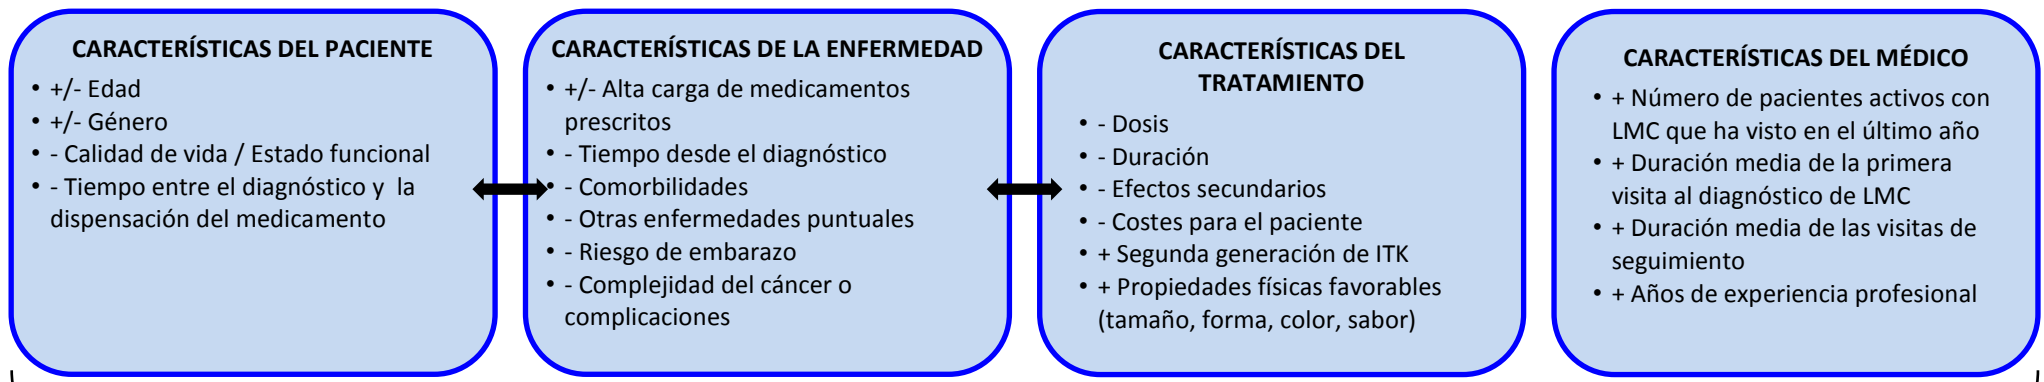 CARACTERÍSTICAS DEL PACIENTE
• +/- Edad
• +/- Género
• - Calidad de vida / Estado funcional
• - Tiempo entre el diagnóstico y la
dispensación del medicamento
CARACTERÍSTICAS DE LA ENFERMEDAD
• +/- Alta carga de medicamentos
prescritos
• - Tiempo desde el diagnóstico
• - Comorbilidades
• - Otras enfermedades puntuales
• - Riesgo de embarazo
• - Complejidad del cáncer o
complicaciones
CARACTERÍSTICAS DEL
TRATAMIENTO
• - Dosis
• - Duración
• - Efectos secundarios
• - Costes para el paciente
• + Segunda generación de ITK
• + Propiedades físicas favorables
(tamaño, forma, color, sabor)
CARACTERÍSTICAS DEL MÉDICO
• + Número de pacientes activos con
LMC que ha visto en el último año
• + Duración media de la primera
visita al diagnóstico de LMC
• + Duración media de las visitas de
seguimiento
• + Años de experiencia profesional